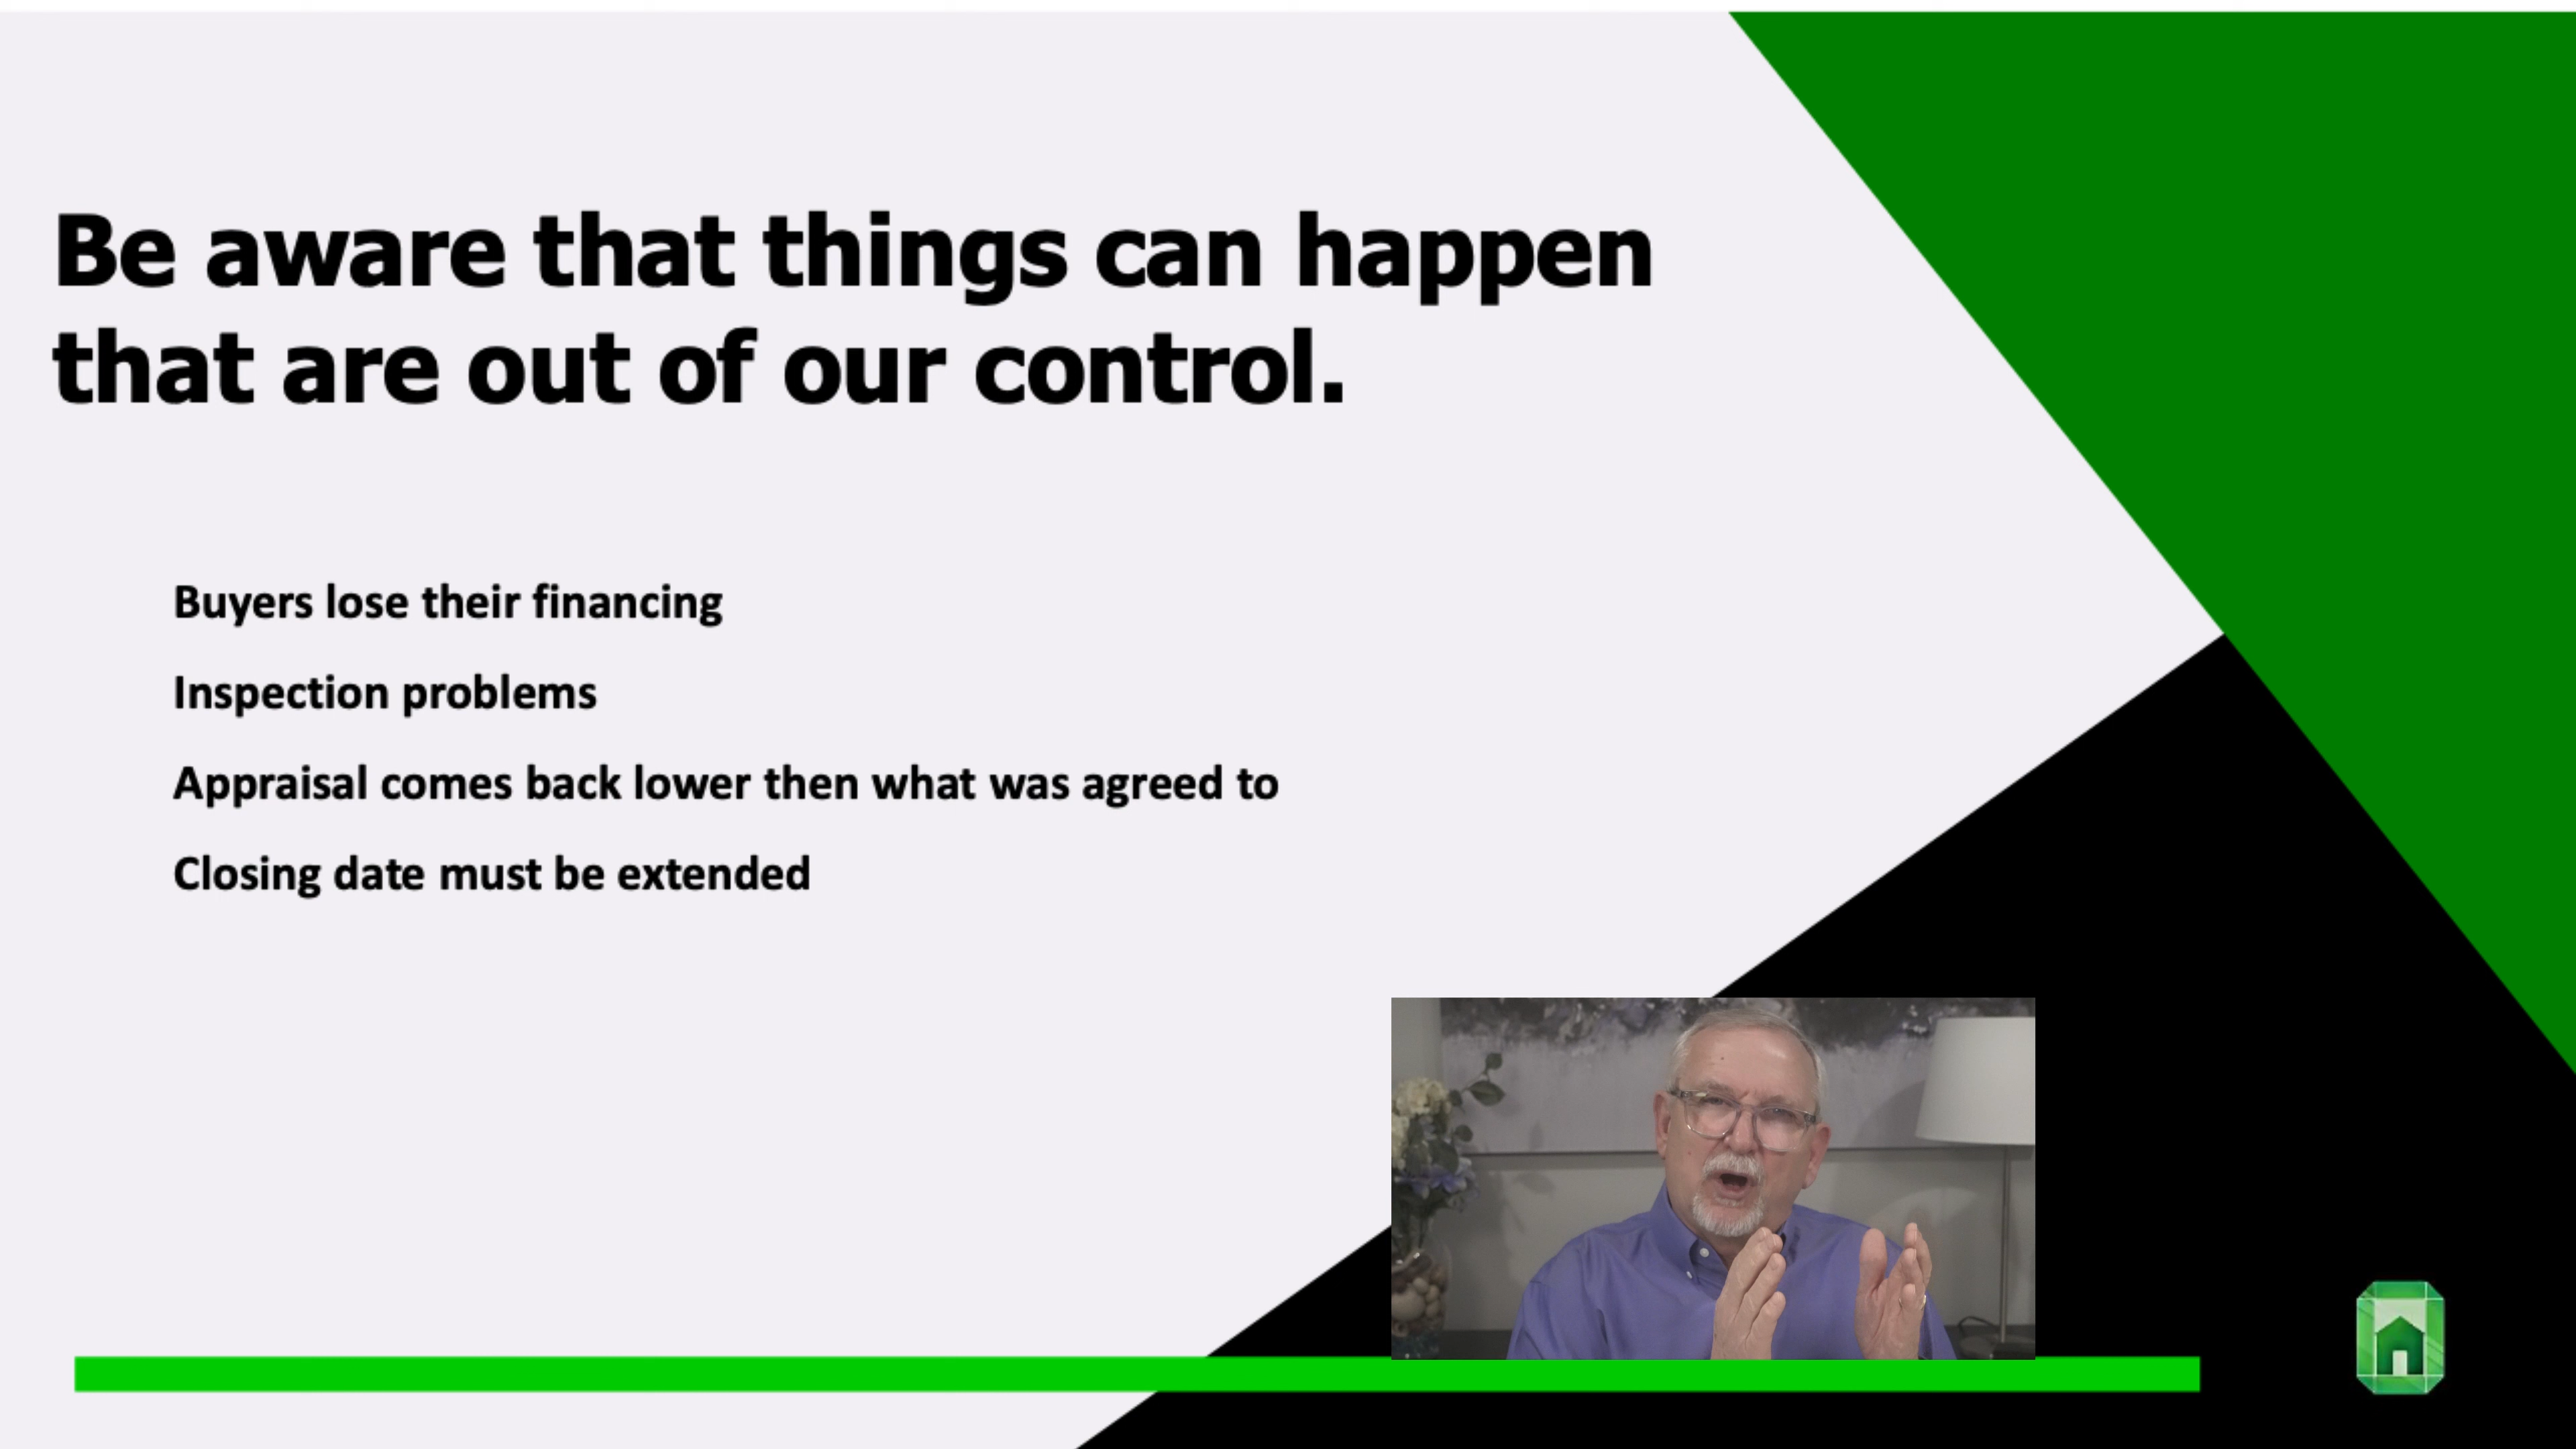 Be aware that things can happen
that are out of our control.
Buyers lose their financing
Inspection problems
Appraisal comes back lower then what was agreed to
Closing date must be extended